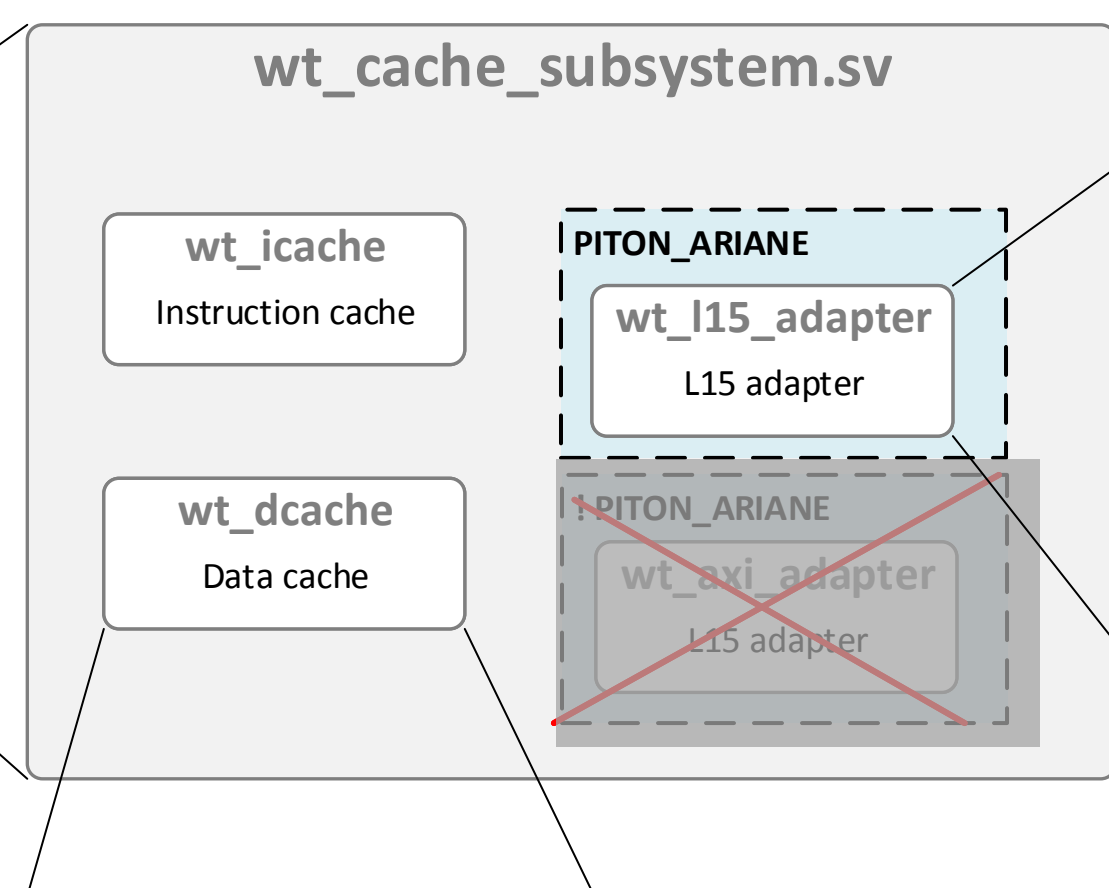 wt_cache_subsystem.sv
wt_icache
Instruction cache
PITON_ARIANE
wt_l15_adapter
L15 adapter
wt_dcache
Data cache
! PITON_ARIANE
wt_axi_adapter
L15 adapter